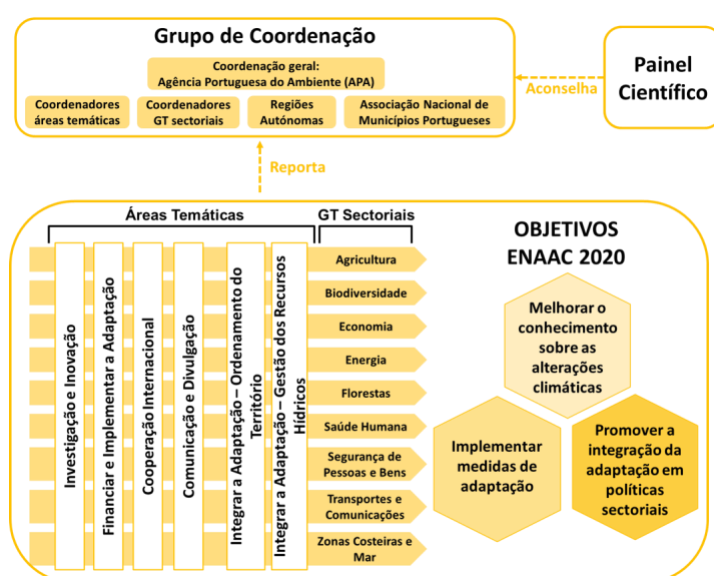 Grupo de Coordenação
Coordenação geral:
Agência Portuguesa do Ambiente (APA)
Coordenadores
áreas temáticas
Coordenadores
GT sectoriais
Regiões
Autónomas
Associação Nacional de
Municípios Portugueses
Painel
Científico
Aconselha
Reporta
Áreas Temáticas
GT Sectoriais
Investigação e Inovação
Financiar e Implementar a Adaptação
Cooperação Internacional
Comunicação e Divulgação
Integrar a Adaptação – Ordenamento do
Território
Integrar a Adaptação – Gestão dos Recursos
Hídricos
Agricultura
Biodiversidade
Economia
Energia
Florestas
Saúde Humana
Segurança de
Pessoas e Bens
Transportes e
Comunicações
Zonas Costeiras e
Mar
OBJETIVOS
ENAAC 2020
Melhorar o
conhecimento
sobre as
alterações
climáticas
Implementar
medidas de
adaptação
Promover a
integração da
adaptação em
políticas
sectoriais